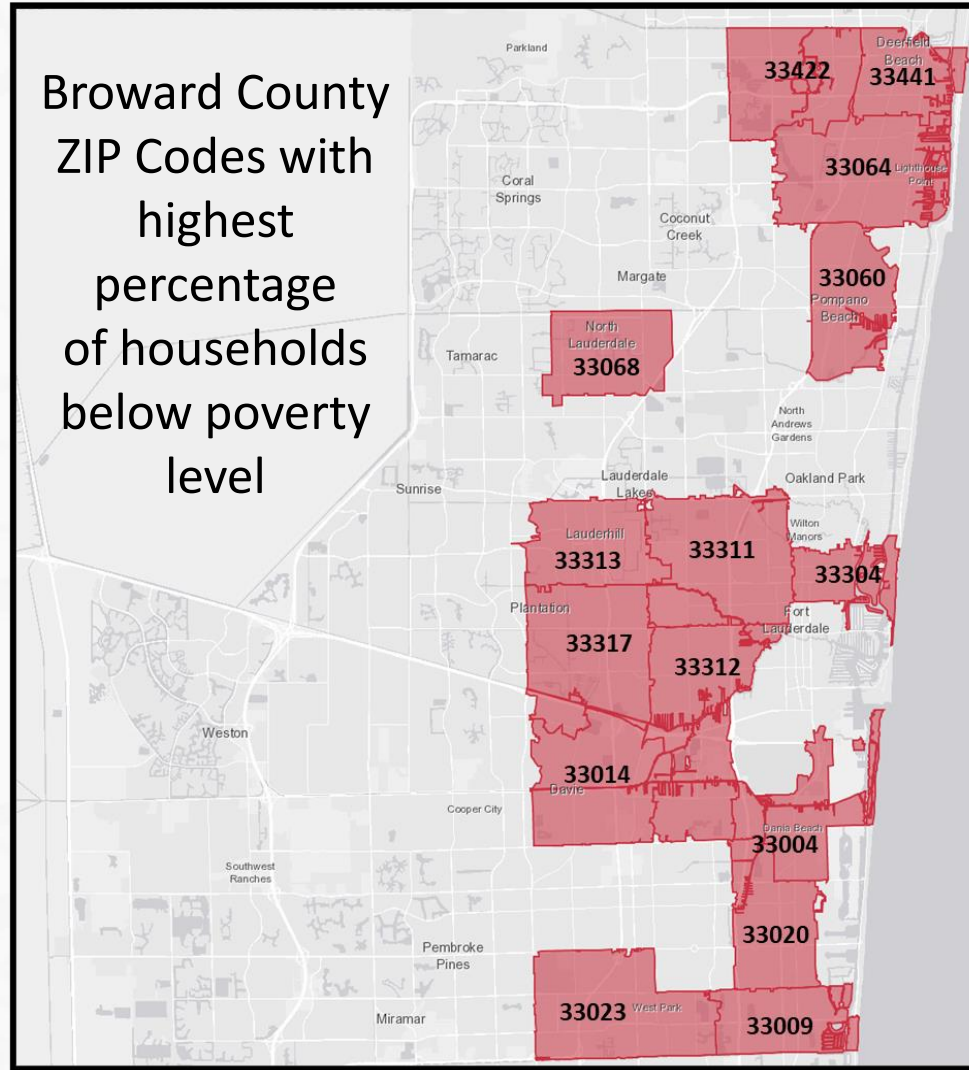 Broward County
ZIP Codes with
highest
percentage
of households
below poverty
level
Parkland
Deerfield
Beach
33422
33441
33064
Lighthouse
Point
Coral
Springs
Coconut
Creek
Margate
33060
Pompano
Beach
North
Lauderdale
33068
Tamarac
North
Andrews
Gardens
Lauderdale
Lakes
Oakland Park
Sunrise
Wilton
Manors
Lauderhill
33313
33311
33304
Plantation
Fort
Lauderdale
33317
33312
Weston
33014
Davie
Cooper City
Dania Beach
33004
Southwest
Ranches
33020
Pembroke
Pines
33023
West Park
33009
Miramar